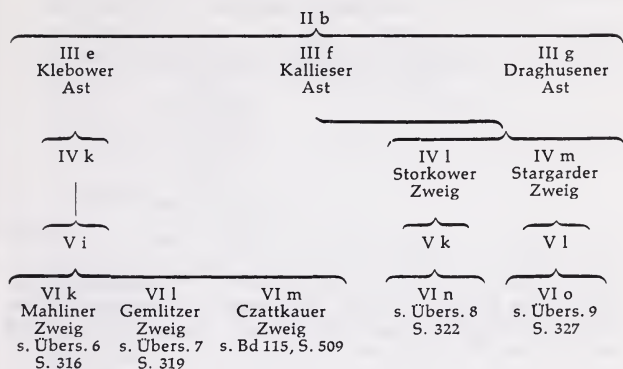 II b
III e III f III g
Klebower Kallieser Draghusener
Ast Ast Ast
IV k IV l IV m
Storkower Stargarder
Zweig Zweig
V i V k V l
VI k VI l VI m VI n VI o
Mahliner Gemlitzer Czattkauer s. Übers. 8 s. Übers. 9
Zweig Zweig Zweig S. 322 S. 327
s. Übers. 6 s. Übers. 7 s. Bd 115, S. 509
S. 316 S. 319